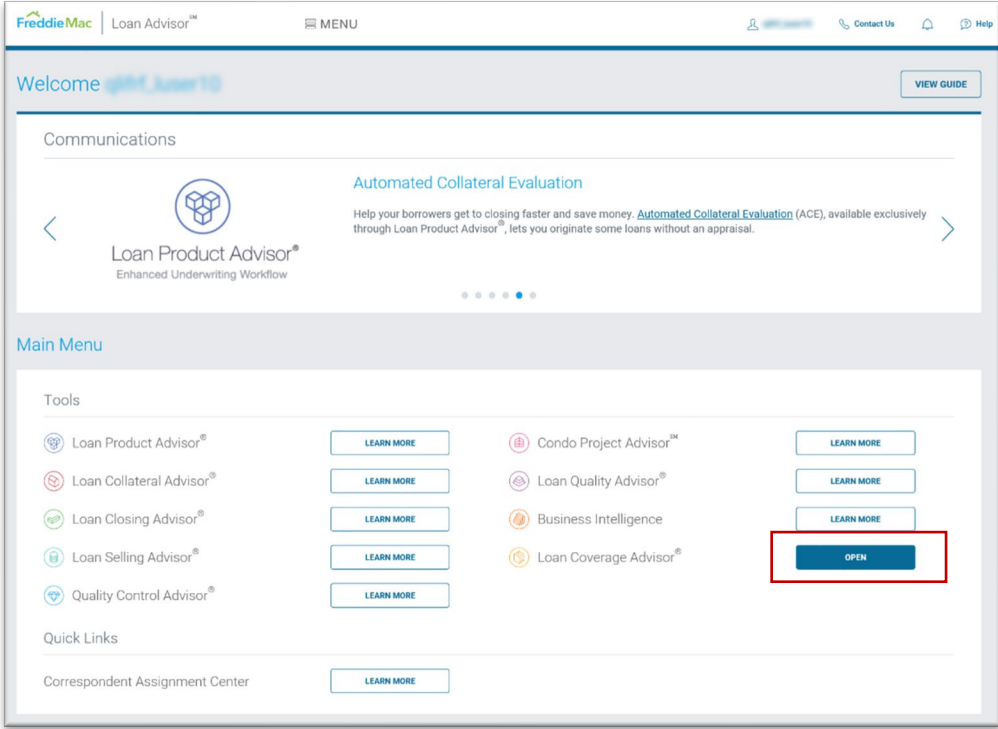 FreddieMac Loan Advisor℠ MENU Contact Us Help
Welcome
VIEW GUIDE
Communications
Loan Product Advisor®
Enhanced Underwriting Workflow
Automated Collateral Evaluation
Help your borrowers get to closing faster and save money. Automated Collateral Evaluation (ACE), available exclusively
through Loan Product Advisor®, lets you originate some loans without an appraisal.
Main Menu
Tools
Loan Product Advisor® LEARN MORE
Condo Project Advisor℠ LEARN MORE
Loan Collateral Advisor® LEARN MORE
Loan Quality Advisor® LEARN MORE
Loan Closing Advisor® LEARN MORE
Business Intelligence LEARN MORE
Loan Selling Advisor® LEARN MORE
Loan Coverage Advisor® OPEN
Quality Control Advisor® LEARN MORE
Quick Links
Correspondent Assignment Center LEARN MORE